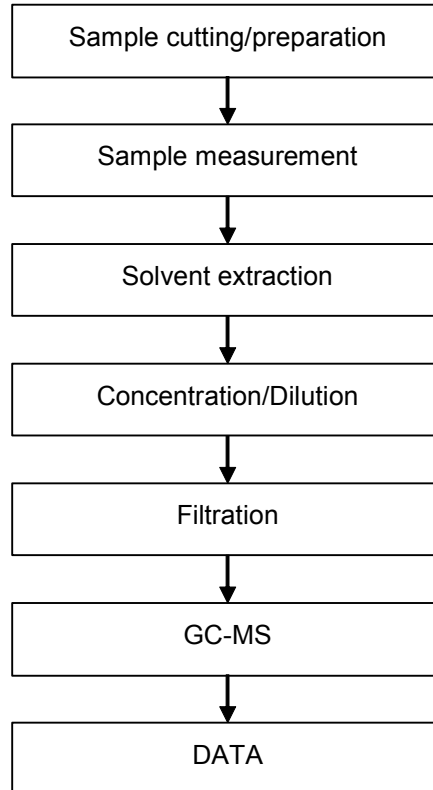 Sample cutting/preparation
Sample measurement
Solvent extraction
Concentration/Dilution
Filtration
GC-MS
DATA